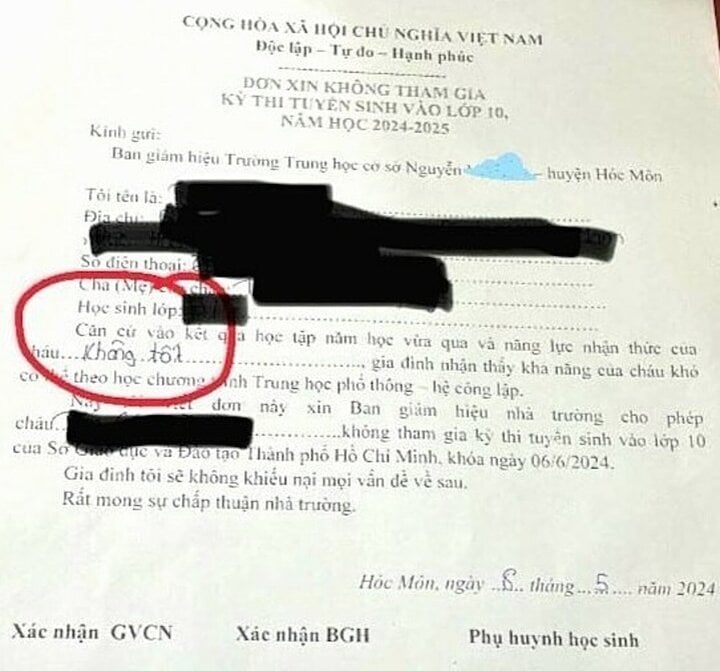 CỘNG HÒA XÃ HỘI CHỦ NGHĨA VIỆT NAM
Độc lập – Tự do – Hạnh phúc
ĐƠN XIN KHÔNG THAM GIA
KỲ THI TUYỂN SINH VÀO LỚP 10,
NĂM HỌC 2024-2025
Kính gửi:
Ban giám hiệu Trường Trung học cơ sở Nguyễn – huyện Hóc Môn
Tôi tên là:
Địa chỉ:
Số điện thoại:
Cha (Mẹ)
Học sinh lớp:
Căn cứ vào kết quả học tập năm học vừa qua và năng lực nhận thức của
cháu....không tốt......................, gia đình nhận thấy khả năng của cháu khó
có thể theo học chương trình Trung học phổ thông – hệ công lập.
đơn này xin Ban giám hiệu nhà trường cho phép
cháu.................không tham gia kỳ thi tuyển sinh vào lớp 10
của Sở Giáo dục và Đào tạo Thành phố Hồ Chí Minh, khóa ngày 06/6/2024.
Gia đình tôi sẽ không khiếu nại mọi vấn đề về sau.
Rất mong sự chấp thuận nhà trường.
Hóc Môn, ngày ..8.. tháng ...5.... năm 2024
Xác nhận GVCN Xác nhận BGH Phụ huynh học sinh